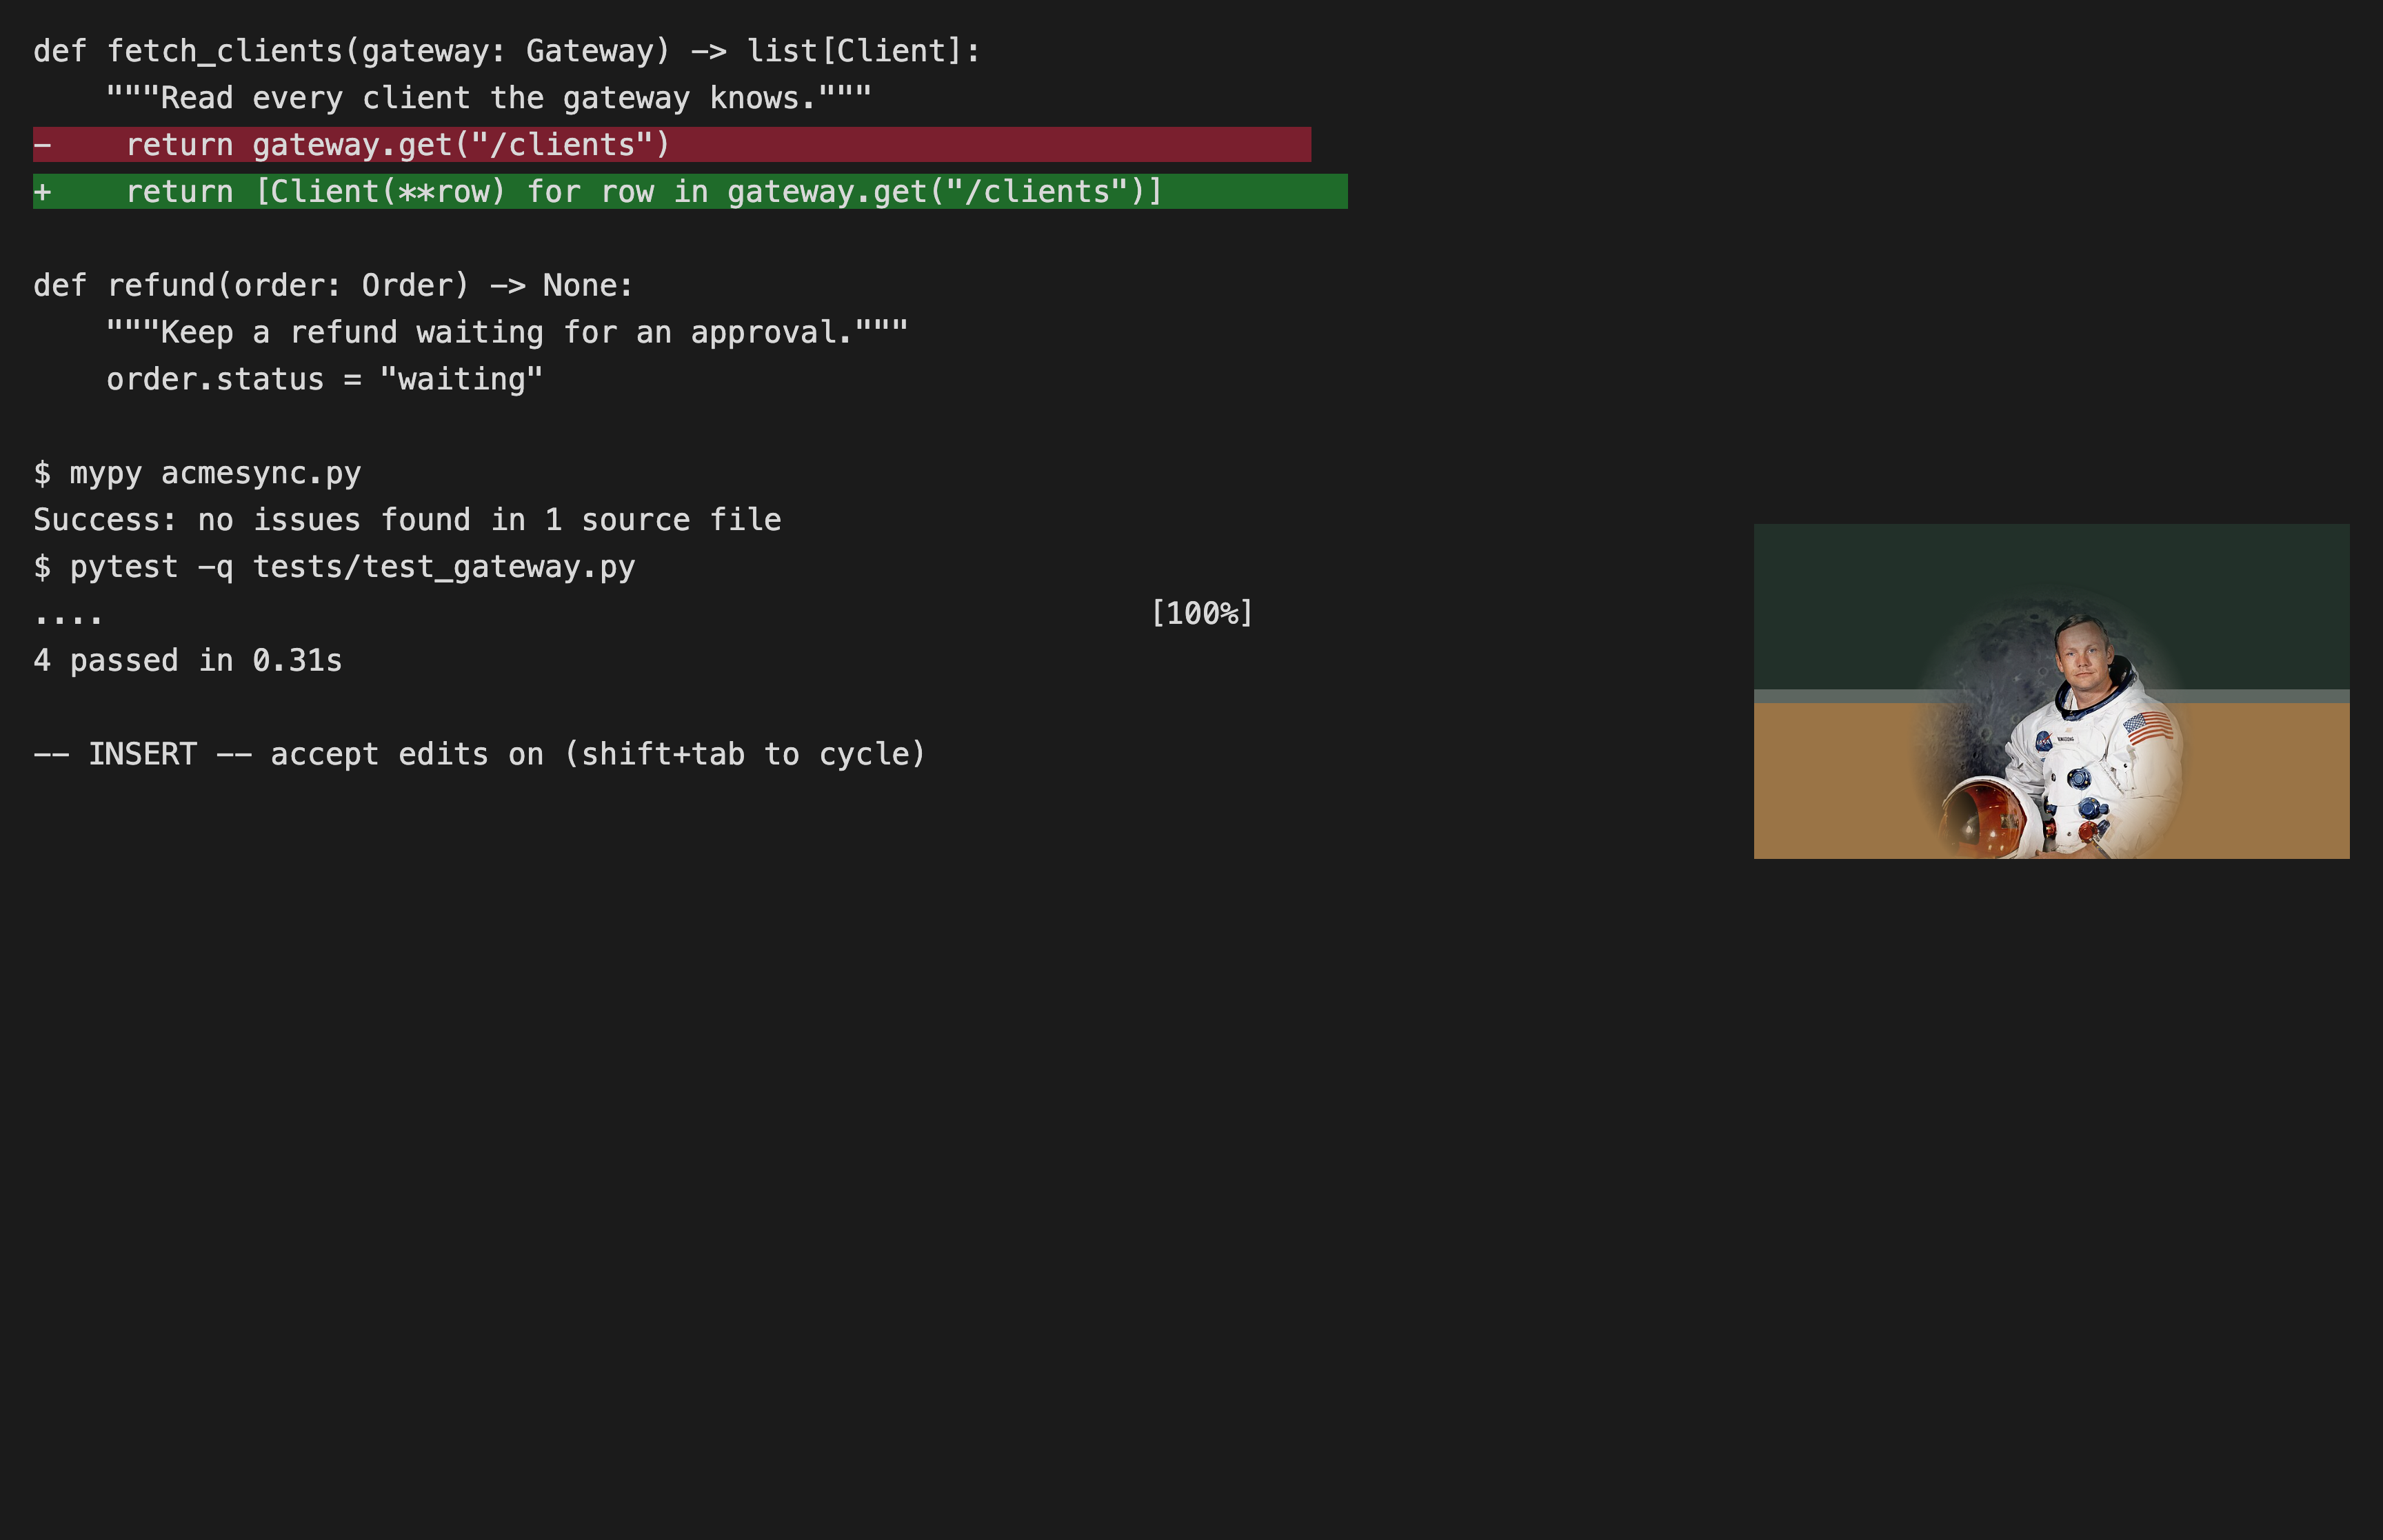 def fetch_clients(gateway: Gateway) -> list[Client]:
    """Read every client the gateway knows."""
-    return gateway.get("/clients")
+    return [Client(**row) for row in gateway.get("/clients")]

def refund(order: Order) -> None:
    """Keep a refund waiting for an approval."""
    order.status = "waiting"

$ mypy acmesync.py
Success: no issues found in 1 source file
$ pytest -q tests/test_gateway.py
....                                                         [100%]
4 passed in 0.31s

-- INSERT -- accept edits on (shift+tab to cycle)
NASA